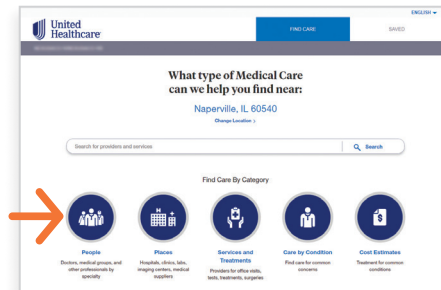 ENGLISH
United
Healthcare
FIND CARE
SAVED
What type of Medical Care
can we help you find near:
Naperville, IL 60540
Change Location >
Search for providers and services
Search
Find Care By Category
People
Doctors, medical groups, and
other professionals by
specialty
Places
Hospitals, clinics, labs,
imaging centers, medical
suppliers
Services and
Treatments
Providers for office visits,
tests, treatments, surgeries
Care by Condition
Find care for common
concerns
Cost Estimates
Treatment for common
conditions